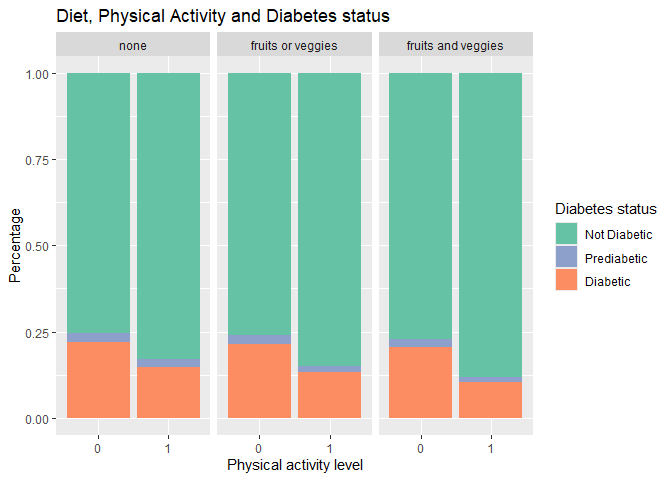 Diet, Physical Activity and Diabetes status
none
fruits or veggies
fruits and veggies
1.00
0.75
0.50
0.25
0.00
Percentage
0
1
0
1
0
1
Physical activity level
Diabetes status
Not Diabetic
Prediabetic
Diabetic